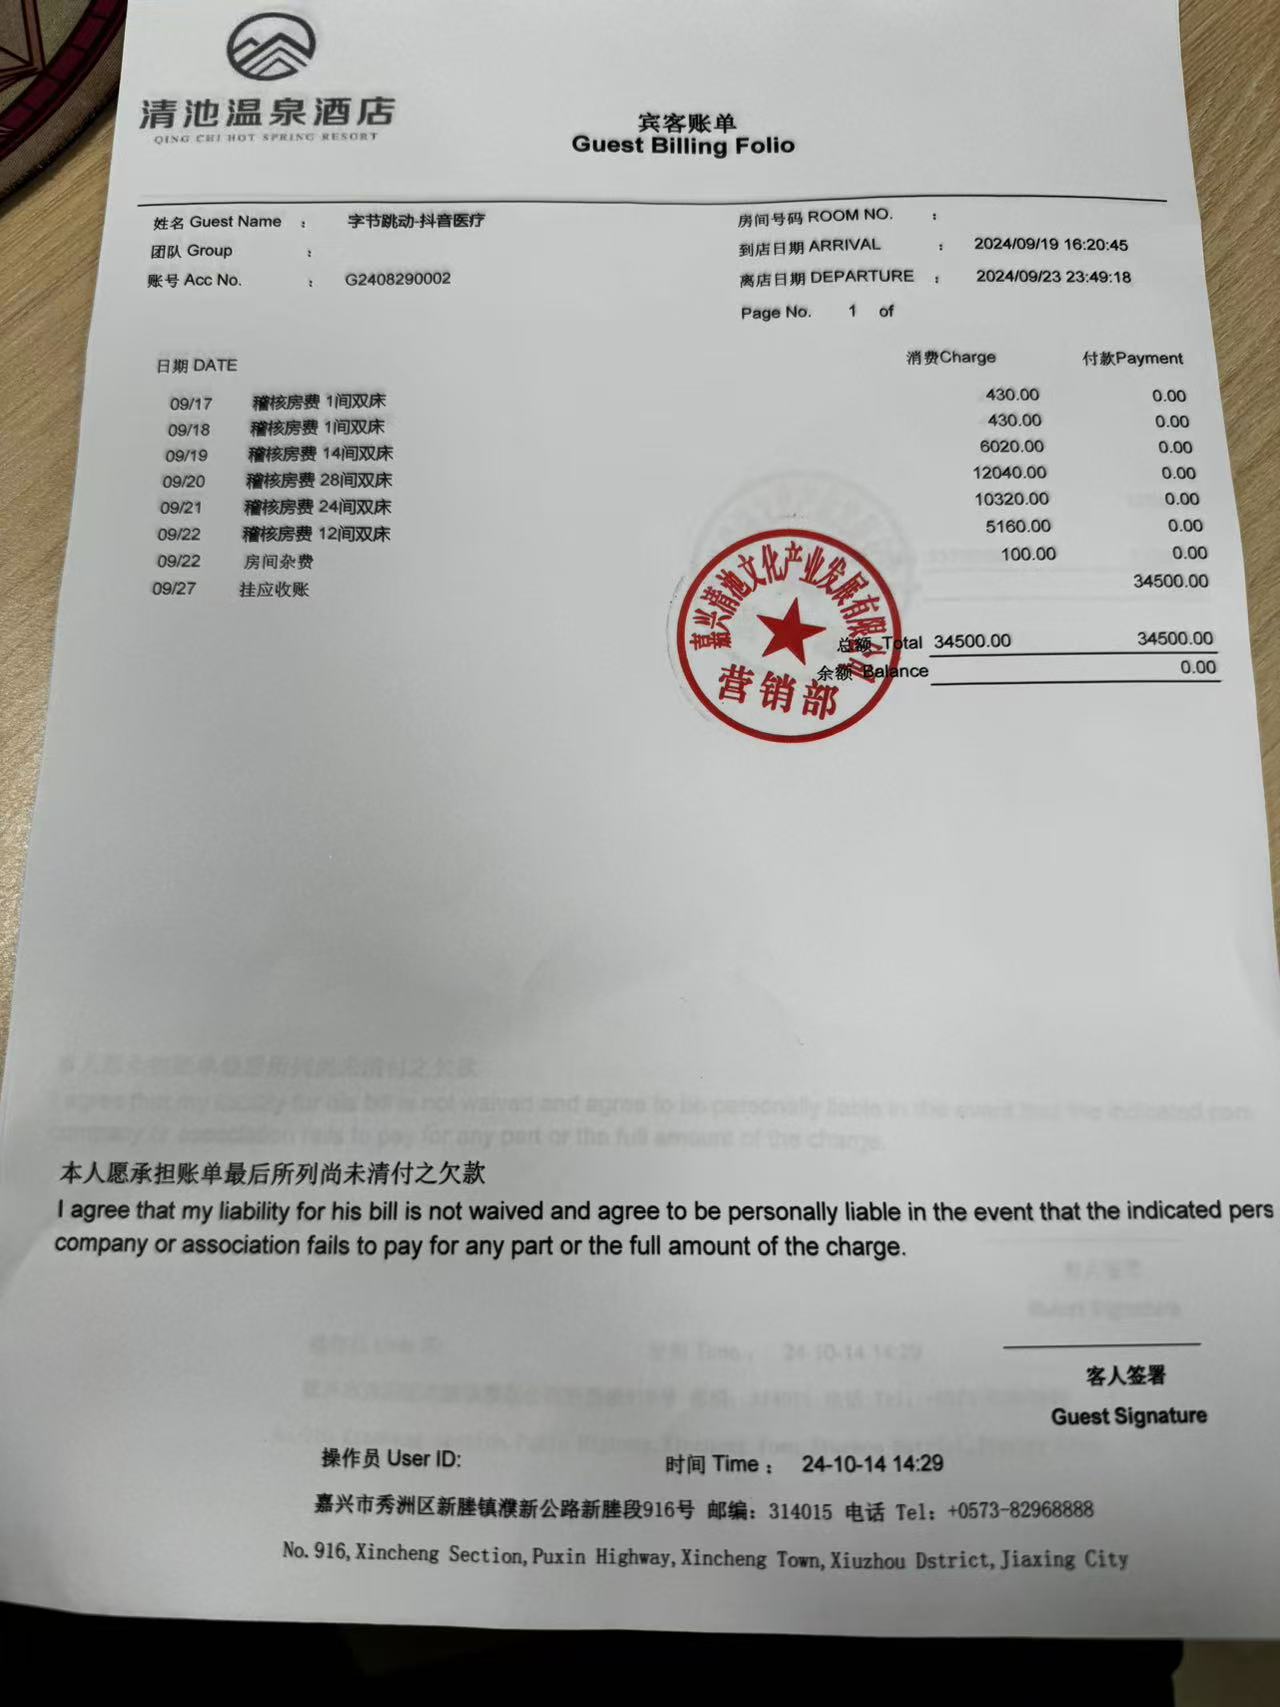 清池温泉酒店
QING CHI HOT SPRING RESORT
宾客账单
Guest Billing Folio
姓名 Guest Name : 字节跳动-抖音医疗
房间号码 ROOM NO. :
团队 Group :
到店日期 ARRIVAL : 2024/09/19 16:20:45
账号 Acc No. : G2408290002
离店日期 DEPARTURE : 2024/09/23 23:49:18
Page No. 1 of
日期 DATE 消费Charge 付款Payment
09/17 稽核房费 1间双床 430.00 0.00
09/18 稽核房费 1间双床 430.00 0.00
09/19 稽核房费 14间双床 6020.00 0.00
09/20 稽核房费 28间双床 12040.00 0.00
09/21 稽核房费 24间双床 10320.00 0.00
09/22 稽核房费 12间双床 5160.00 0.00
09/22 房间杂费 100.00 0.00
09/27 挂应收账 34500.00
总额 Total 34500.00 34500.00
余额 Balance 0.00
嘉兴清池文化产业发展有限公司
营销部
本人愿承担账单最后所列尚未清付之欠款
I agree that my liability for his bill is not waived and agree to be personally liable in the event that the indicated pers
company or association fails to pay for any part or the full amount of the charge.
客人签署
Guest Signature
操作员 User ID: 时间 Time : 24-10-14 14:29
嘉兴市秀洲区新塍镇濮新公路新塍段916号 邮编: 314015 电话 Tel: +0573-82968888
No.916,Xincheng Section,Puxin Highway,Xincheng Town,Xiuzhou Dstrict,Jiaxing City